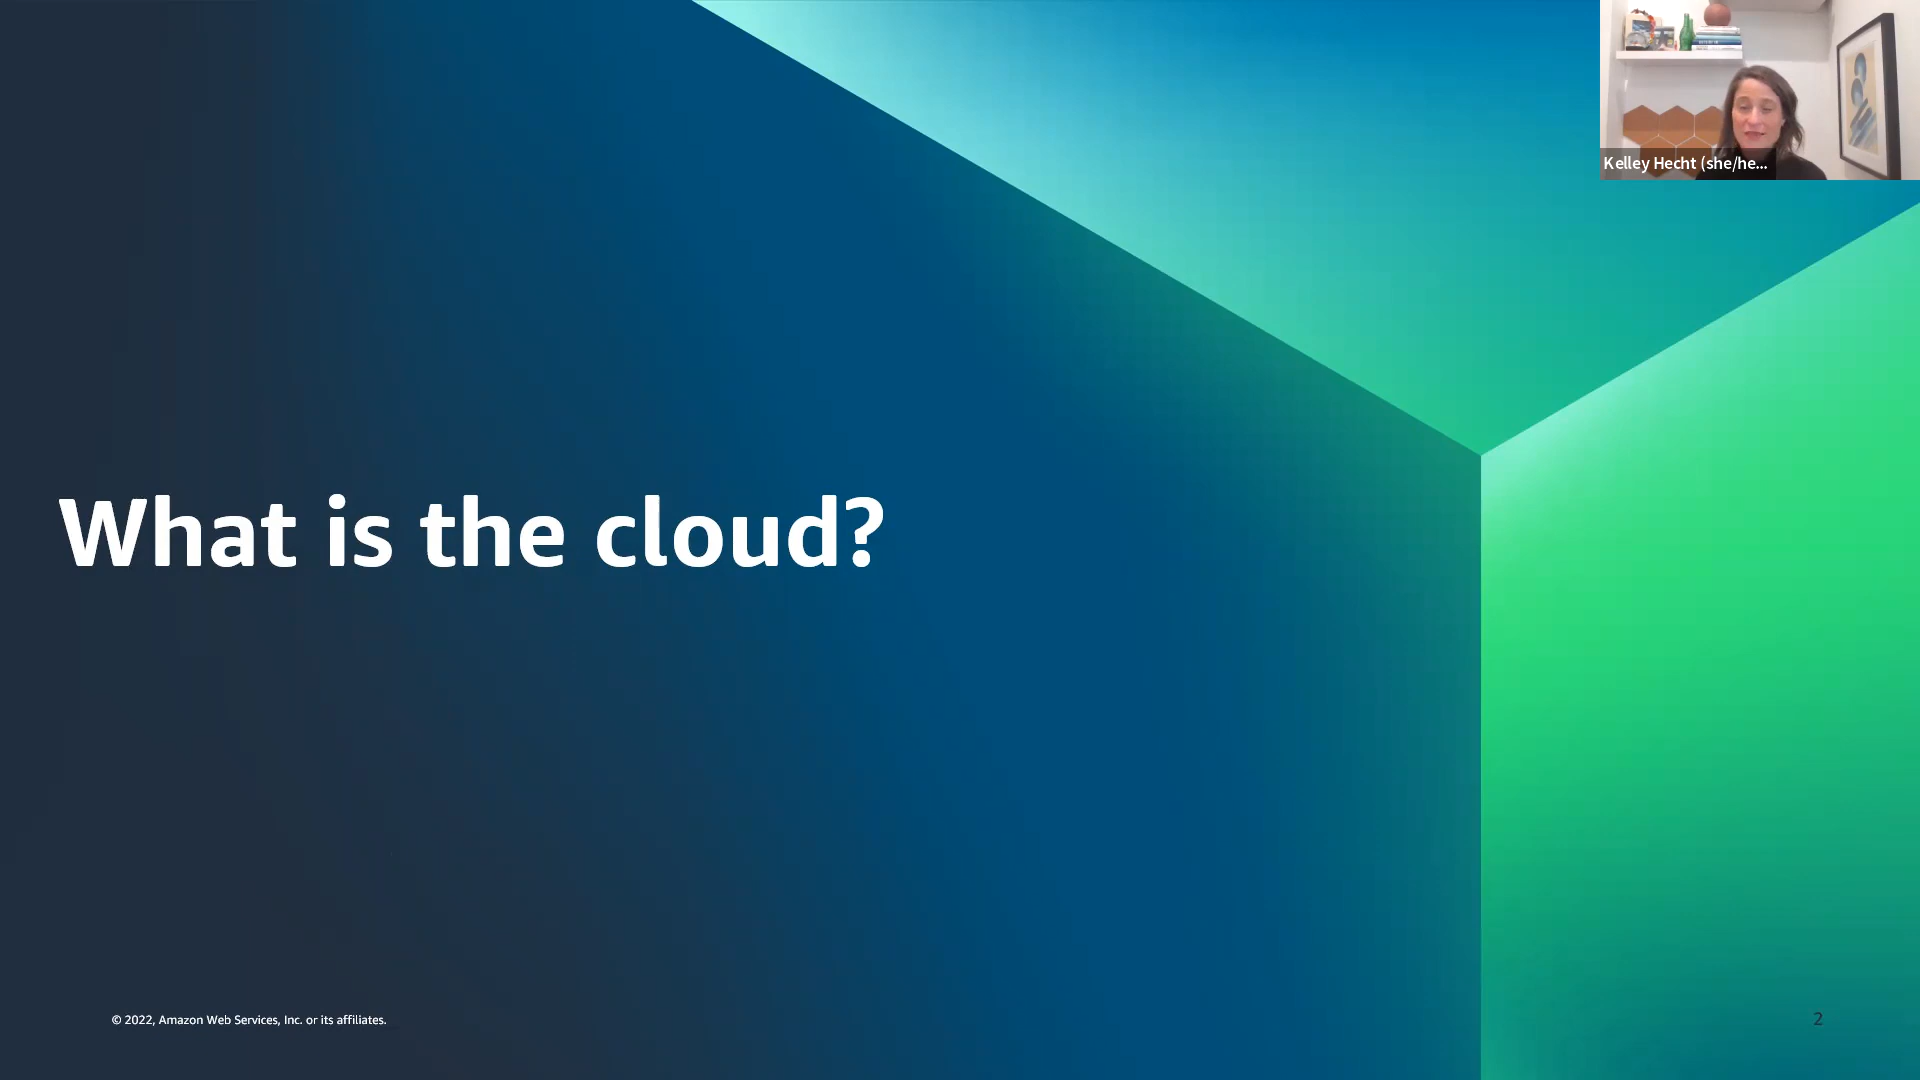 Kelley Hecht (she/he...
What is the cloud?
© 2022, Amazon Web Services, Inc. or its affiliates.
2